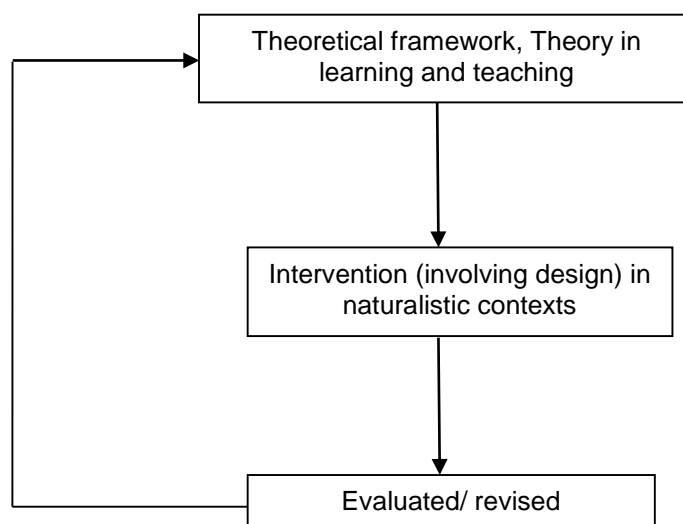 Theoretical framework, Theory in
learning and teaching
Intervention (involving design) in
naturalistic contexts
Evaluated/ revised